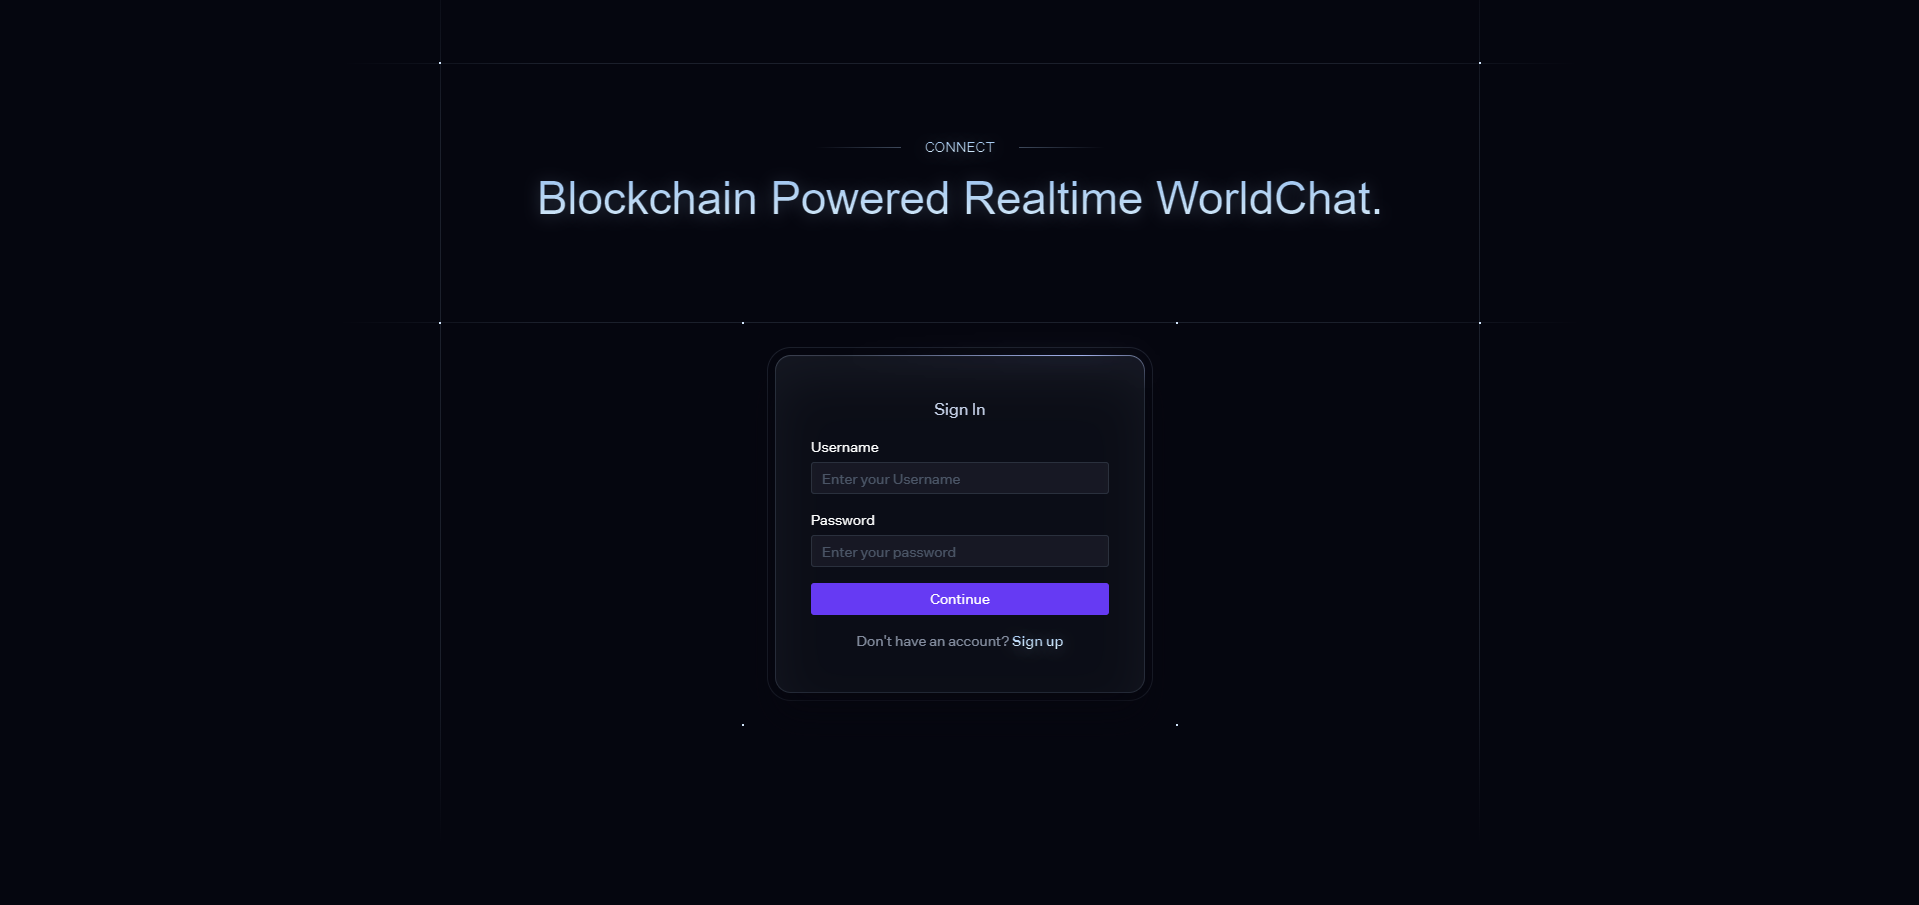 CONNECT
Blockchain Powered Realtime WorldChat.
Sign In
Username
Enter your Username
Password
Enter your password
Continue
Don't have an account? Sign up